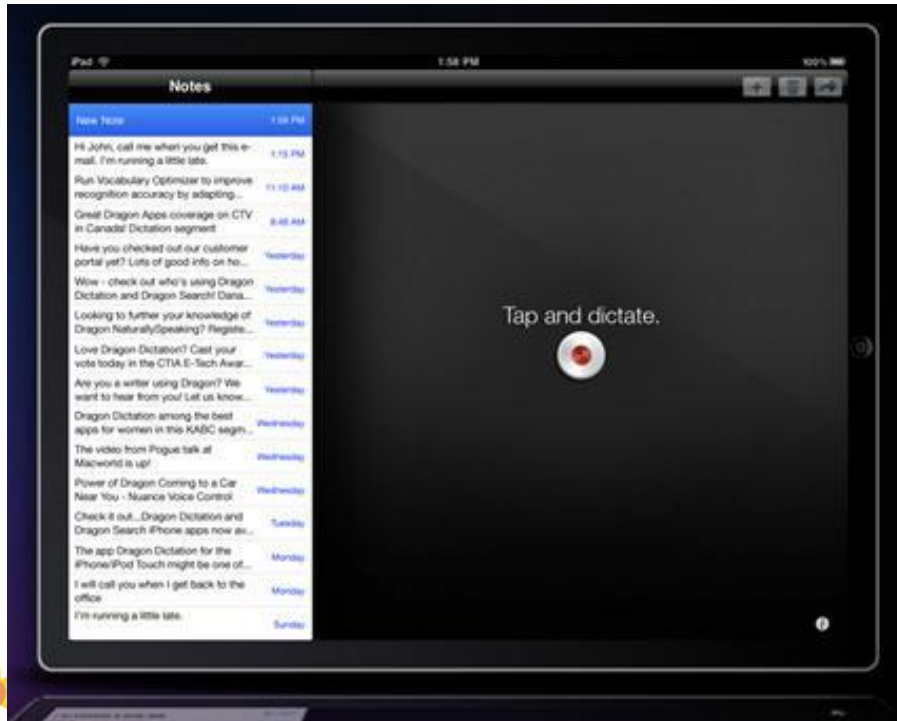 iPad
1:58 PM
100%
Notes
New Note
1:58 PM
Hi John, call me when you get this e-
mail. I'm running a little late.
1:15 PM
Run Vocabulary Optimizer to improve
recognition accuracy by adapting...
11:10 AM
Great Dragon Apps coverage on CTV
in Canada! Dictation segment
8:48 AM
Have you checked out our customer
portal yet? Lots of good info on ho...
Yesterday
Wow - check out who's using Dragon
Dictation and Dragon Search! Dana...
Yesterday
Looking to further your knowledge of
Dragon NaturallySpeaking? Registe...
Yesterday
Love Dragon Dictation? Cast your
vote today in the CTIA E-Tech Awar...
Yesterday
Are you a writer using Dragon? We
want to hear from you! Let us know...
Yesterday
Dragon Dictation among the best
apps for women in this KABC segm...
Wednesday
The video from Pogue talk at
Macworld is up!
Wednesday
Power of Dragon Coming to a Car
Near You - Nuance Voice Control
Wednesday
Check it out...Dragon Dictation and
Dragon Search iPhone apps now av...
Tuesday
The app Dragon Dictation for the
iPhone/iPod Touch might be one of...
Monday
I will call you when I get back to the
office
Monday
I'm running a little late.
Sunday
Tap and dictate.